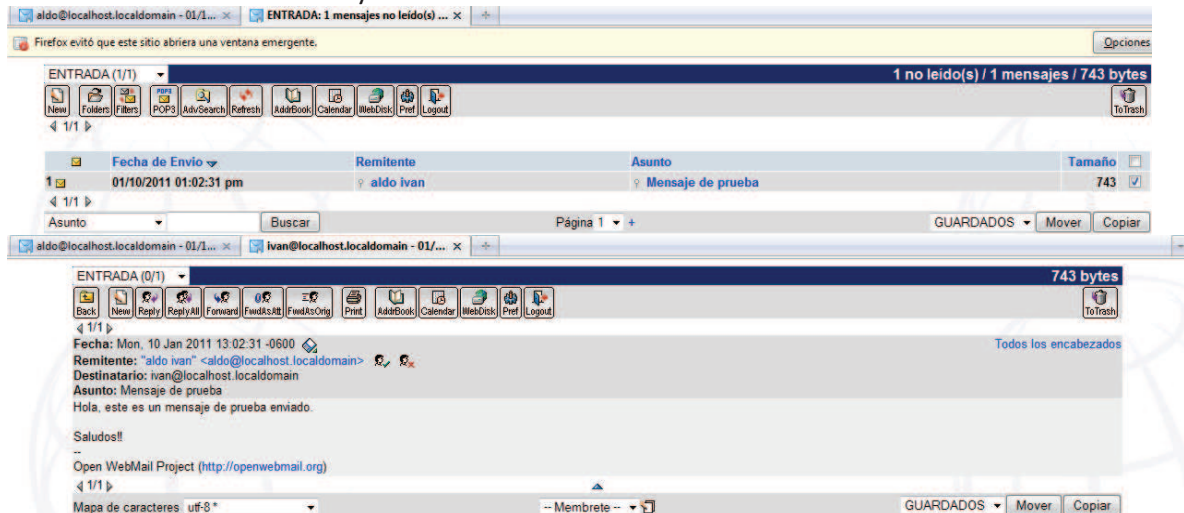 aldo@localhost.localdomain - 01/1... × ENTRADA: 1 mensajes no leído(s) ... ×
Firefox evitó que este sitio abriera una ventana emergente. Opciones
ENTRADA (1/1) 1 no leido(s) / 1 mensajes / 743 bytes
New Folders Filters POP3 AdvSearch Refresh AddrBook Calendar WebDisk Pref Logout ToTrash
1/1
Fecha de Envio Remitente Asunto Tamaño
1 01/10/2011 01:02:31 pm aldo ivan Mensaje de prueba 743
1/1
Asunto Buscar Página 1 + GUARDADOS Mover Copiar
aldo@localhost.localdomain - 01/1... × ivan@localhost.localdomain - 01/... ×
ENTRADA (0/1) 743 bytes
Back New Reply ReplyAll Forward FwdAsAtt FwdAsOrig Print AddrBook Calendar WebDisk Pref Logout ToTrash
1/1
Fecha: Mon, 10 Jan 2011 13:02:31 -0600 Todos los encabezados
Remitente: "aldo ivan" <aldo@localhost.localdomain>
Destinatario: ivan@localhost.localdomain
Asunto: Mensaje de prueba
Hola, este es un mensaje de prueba enviado.
Saludos!!
--
Open WebMail Project (http://openwebmail.org)
1/1
Mapa de caracteres utf-8 * -- Membrete -- GUARDADOS Mover Copiar